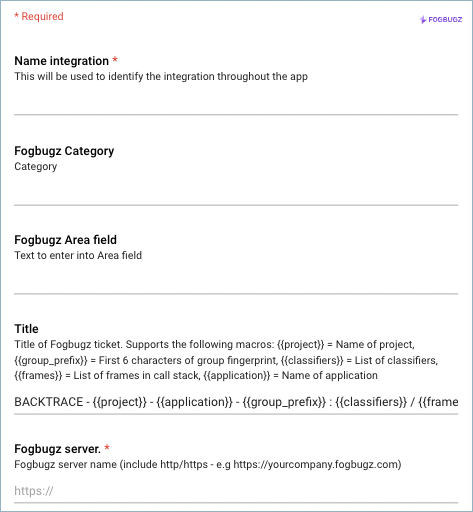 * Required
FOGBUGZ
Name integration *
This will be used to identify the integration throughout the app
Fogbugz Category
Category
Fogbugz Area field
Text to enter into Area field
Title
Title of Fogbugz ticket. Supports the following macros: {{project}} = Name of project,
{{group_prefix}} = First 6 characters of group fingerprint, {{classifiers}} = List of classifiers,
{{frames}} = List of frames in call stack, {{application}} = Name of application
BACKTRACE - {{project}} - {{application}} - {{group_prefix}} : {{classifiers}} / {{frame
Fogbugz server. *
Fogbugz server name (include http/https - e.g https://yourcompany.fogbugz.com)
https://